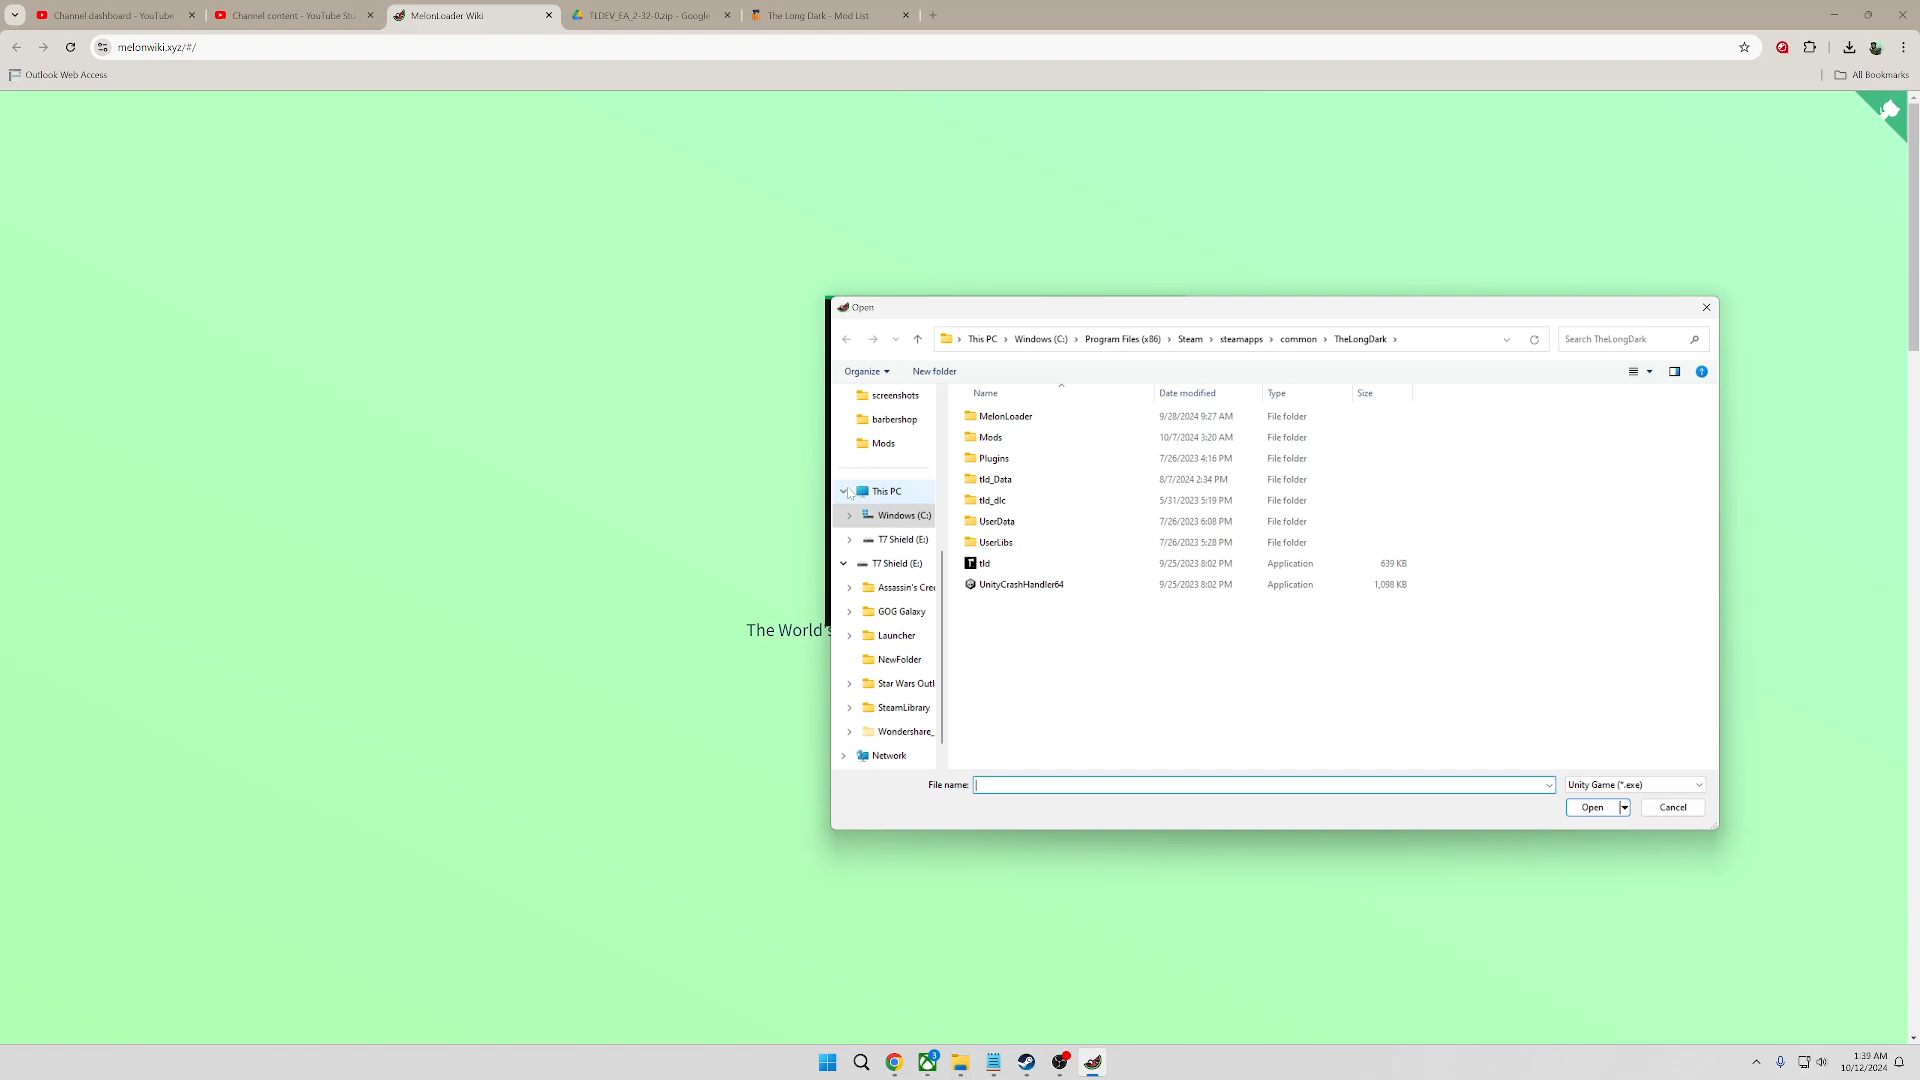 Channel dashboard - YouTube
Channel content - YouTube Stu
MelonLoader Wiki
TLDEV_EA_2-32-0.zip - Google
The Long Dark - Mod List
melonwiki.xyz/#/
Outlook Web Access
All Bookmarks
Open
This PC > Windows (C:) > Program Files (x86) > Steam > steamapps > common > TheLongDark >
Search TheLongDark
Organize
New folder
Name Date modified Type Size
screenshots
barbershop
Mods
This PC
Windows (C:)
T7 Shield (E:)
T7 Shield (E:)
Assassin's Cree
GOG Galaxy
Launcher
NewFolder
Star Wars Outl
SteamLibrary
Wondershare_
Network
MelonLoader 9/28/2024 9:27 AM File folder
Mods 10/7/2024 3:20 AM File folder
Plugins 7/26/2023 4:16 PM File folder
tld_Data 8/7/2024 2:34 PM File folder
tld_dlc 5/31/2023 5:19 PM File folder
UserData 7/26/2023 6:08 PM File folder
UserLibs 7/26/2023 5:28 PM File folder
tld 9/25/2023 8:02 PM Application 639 KB
UnityCrashHandler64 9/25/2023 8:02 PM Application 1,098 KB
The World's
File name:
Unity Game (*.exe)
Open
Cancel
3
1:39 AM
10/12/2024